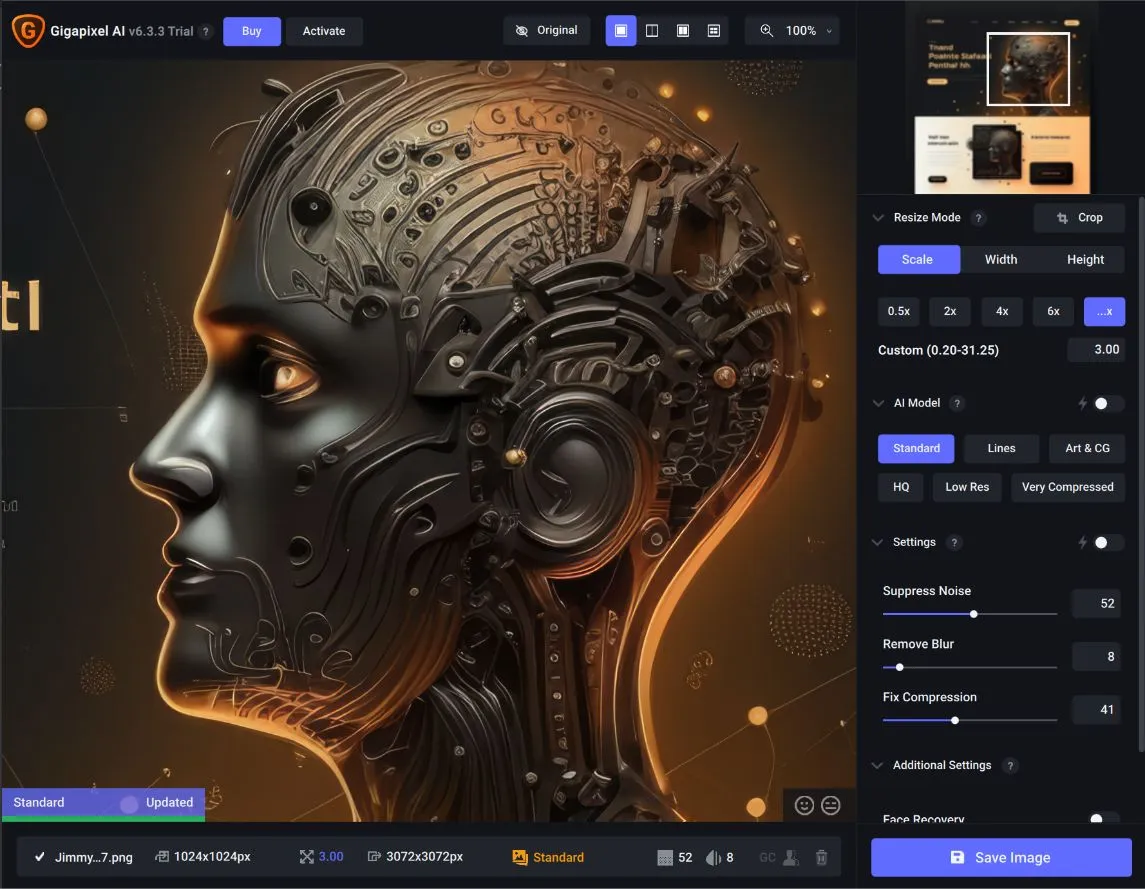 Gigapixel AI v6.3.3 Trial ?
Buy
Activate
Original
100%
Resize Mode ?
Crop
Scale
Width
Height
0.5x
2x
4x
6x
...x
Custom (0.20-31.25)
3.00
AI Model ?
Standard
Lines
Art & CG
HQ
Low Res
Very Compressed
Settings ?
Suppress Noise
52
Remove Blur
8
Fix Compression
41
Additional Settings ?
Face Recovery
Standard
Updated
Jimmy...7.png
1024x1024px
3.00
3072x3072px
Standard
52
8
GC
Save Image